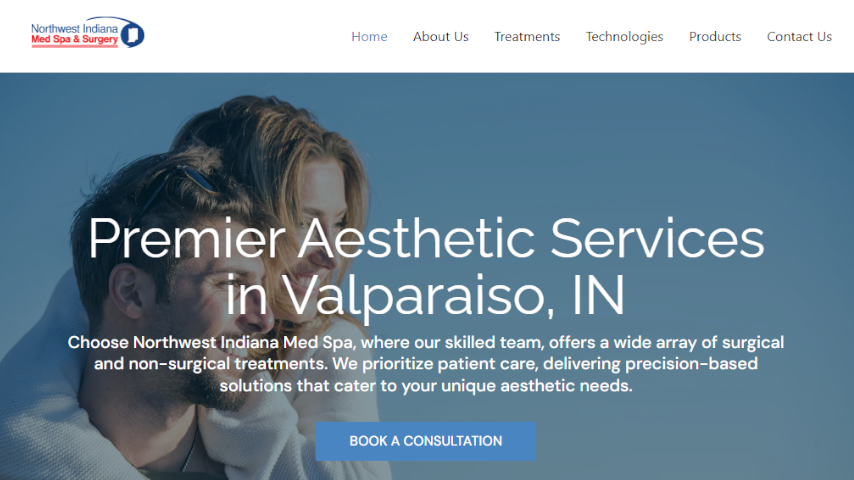 Northwest Indiana
Med Spa & Surgery
Home About Us Treatments Technologies Products Contact Us
Premier Aesthetic Services
in Valparaiso, IN
Choose Northwest Indiana Med Spa, where our skilled team, offers a wide array of surgical
and non-surgical treatments. We prioritize patient care, delivering precision-based
solutions that cater to your unique aesthetic needs.
BOOK A CONSULTATION